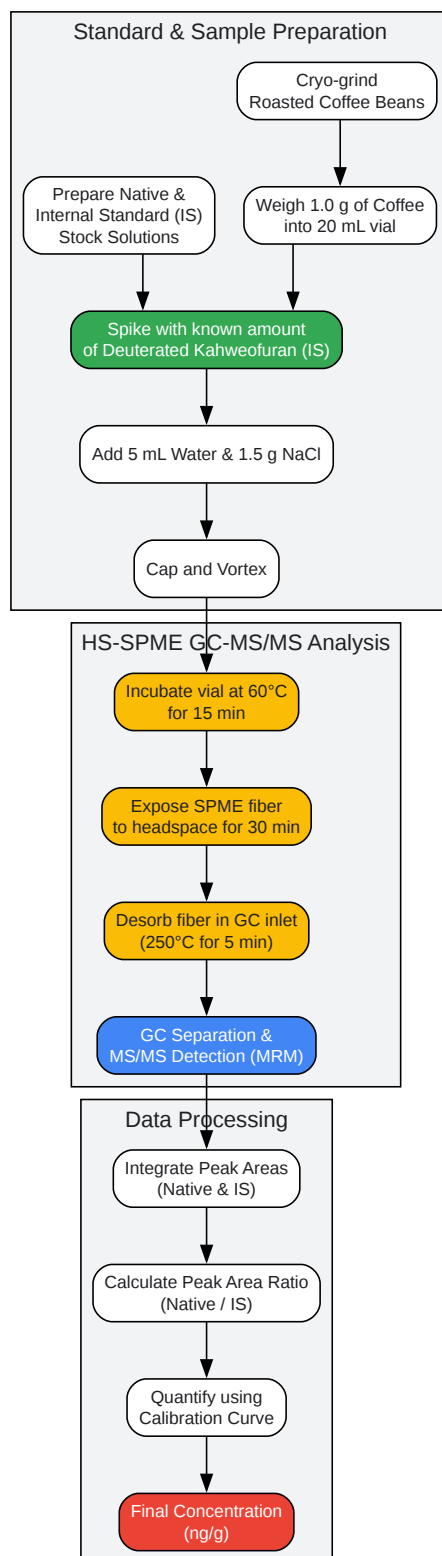 Standard & Sample Preparation
Cryo-grind
Roasted Coffee Beans
Prepare Native &
Internal Standard (IS)
Stock Solutions
Weigh 1.0 g of Coffee
into 20 mL vial
Spike with known amount
of Deuterated Kahweofuran (IS)
Add 5 mL Water & 1.5 g NaCl
Cap and Vortex
HS-SPME GC-MS/MS Analysis
Incubate vial at 60°C
for 15 min
Expose SPME fiber
to headspace for 30 min
Desorb fiber in GC inlet
(250°C for 5 min)
GC Separation &
MS/MS Detection (MRM)
Data Processing
Integrate Peak Areas
(Native & IS)
Calculate Peak Area Ratio
(Native / IS)
Quantify using
Calibration Curve
Final Concentration
(ng/g)